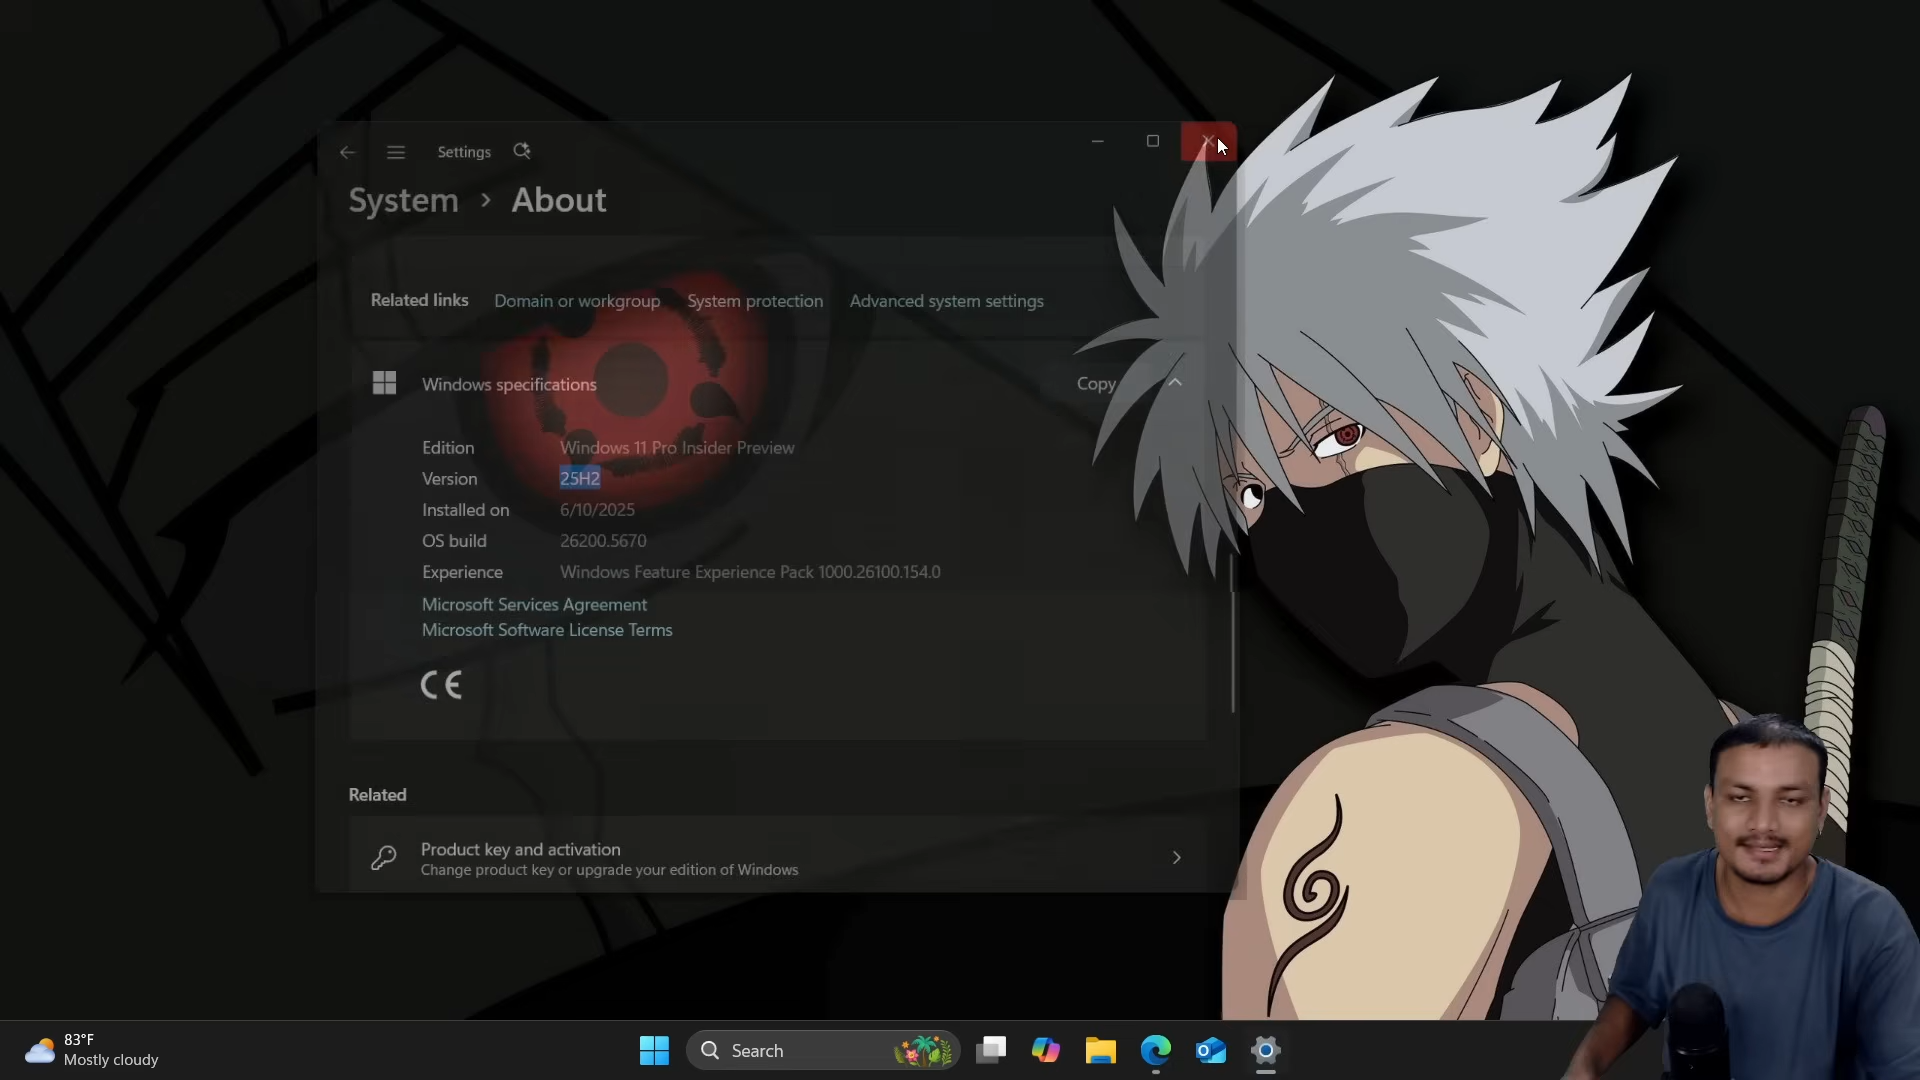 Settings
System > About
Related links Domain or workgroup System protection Advanced system settings
Windows specifications Copy
Edition Windows 11 Pro Insider Preview
Version 25H2
Installed on 6/10/2025
OS build 26200.5670
Experience Windows Feature Experience Pack 1000.26100.154.0
Microsoft Services Agreement
Microsoft Software License Terms
CE
Related
Product key and activation
Change product key or upgrade your edition of Windows
83°F
Mostly cloudy
Search